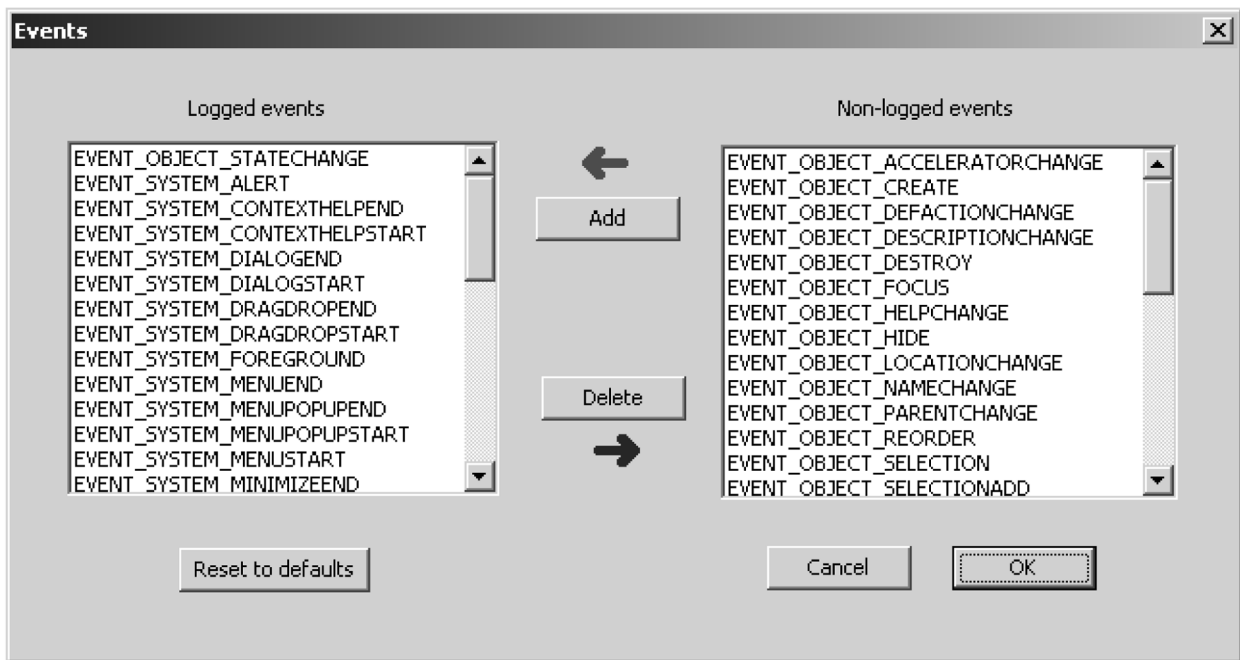 Events
Logged events
EVENT_OBJECT_STATECHANGE
EVENT_SYSTEM_ALERT
EVENT_SYSTEM_CONTEXTHELPEND
EVENT_SYSTEM_CONTEXTHELPSTART
EVENT_SYSTEM_DIALOGEND
EVENT_SYSTEM_DIALOGSTART
EVENT_SYSTEM_DRAGDROPEND
EVENT_SYSTEM_DRAGDROPSTART
EVENT_SYSTEM_FOREGROUND
EVENT_SYSTEM_MENUEND
EVENT_SYSTEM_MENUPOPUPEND
EVENT_SYSTEM_MENUPOPUPSTART
EVENT_SYSTEM_MENUSTART
EVENT_SYSTEM_MINIMIZEEND
Add
Delete
Non-logged events
EVENT_OBJECT_ACCELERATORCHANGE
EVENT_OBJECT_CREATE
EVENT_OBJECT_DEFACTIONCHANGE
EVENT_OBJECT_DESCRIPTIONCHANGE
EVENT_OBJECT_DESTROY
EVENT_OBJECT_FOCUS
EVENT_OBJECT_HELPCHANGE
EVENT_OBJECT_HIDE
EVENT_OBJECT_LOCATIONCHANGE
EVENT_OBJECT_NAMECHANGE
EVENT_OBJECT_PARENTCHANGE
EVENT_OBJECT_REORDER
EVENT_OBJECT_SELECTION
EVENT_OBJECT_SELECTIONADD
Reset to defaults
Cancel
OK